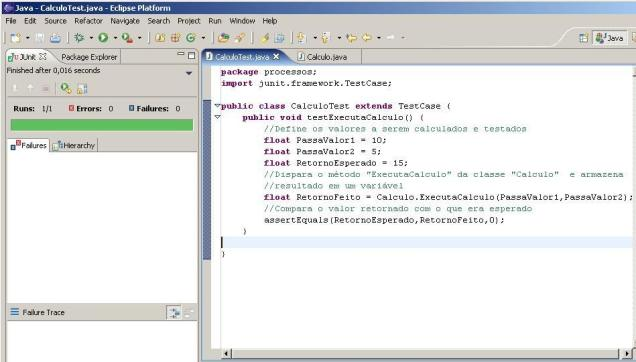 Java - CalculoTest.java - Eclipse Platform
File Edit Source Refactor Navigate Search Project Run Window Help
Java
JUnit Package Explorer
CalculoTest.java Calculo.java
Finished after 0,016 seconds
Runs: 1/1 Errors: 0 Failures: 0
Failures Hierarchy
Failure Trace
package processos;
import junit.framework.TestCase;
public class CalculoTest extends TestCase {
public void testExecutaCalculo() {
//Define os valores a serem calculados e testados
float PassaValor1 = 10;
float PassaValor2 = 5;
float RetornoEsperado = 15;
//Dispara o método "ExecutaCalculo" da classe "Calculo" e armazena
//resultado em um variável
float RetornoFeito = Calculo.ExecutaCalculo(PassaValor1,PassaValor2);
//Compara o valor retornado com o que era esperado
assertEquals(RetornoEsperado,RetornoFeito,0);
}
}